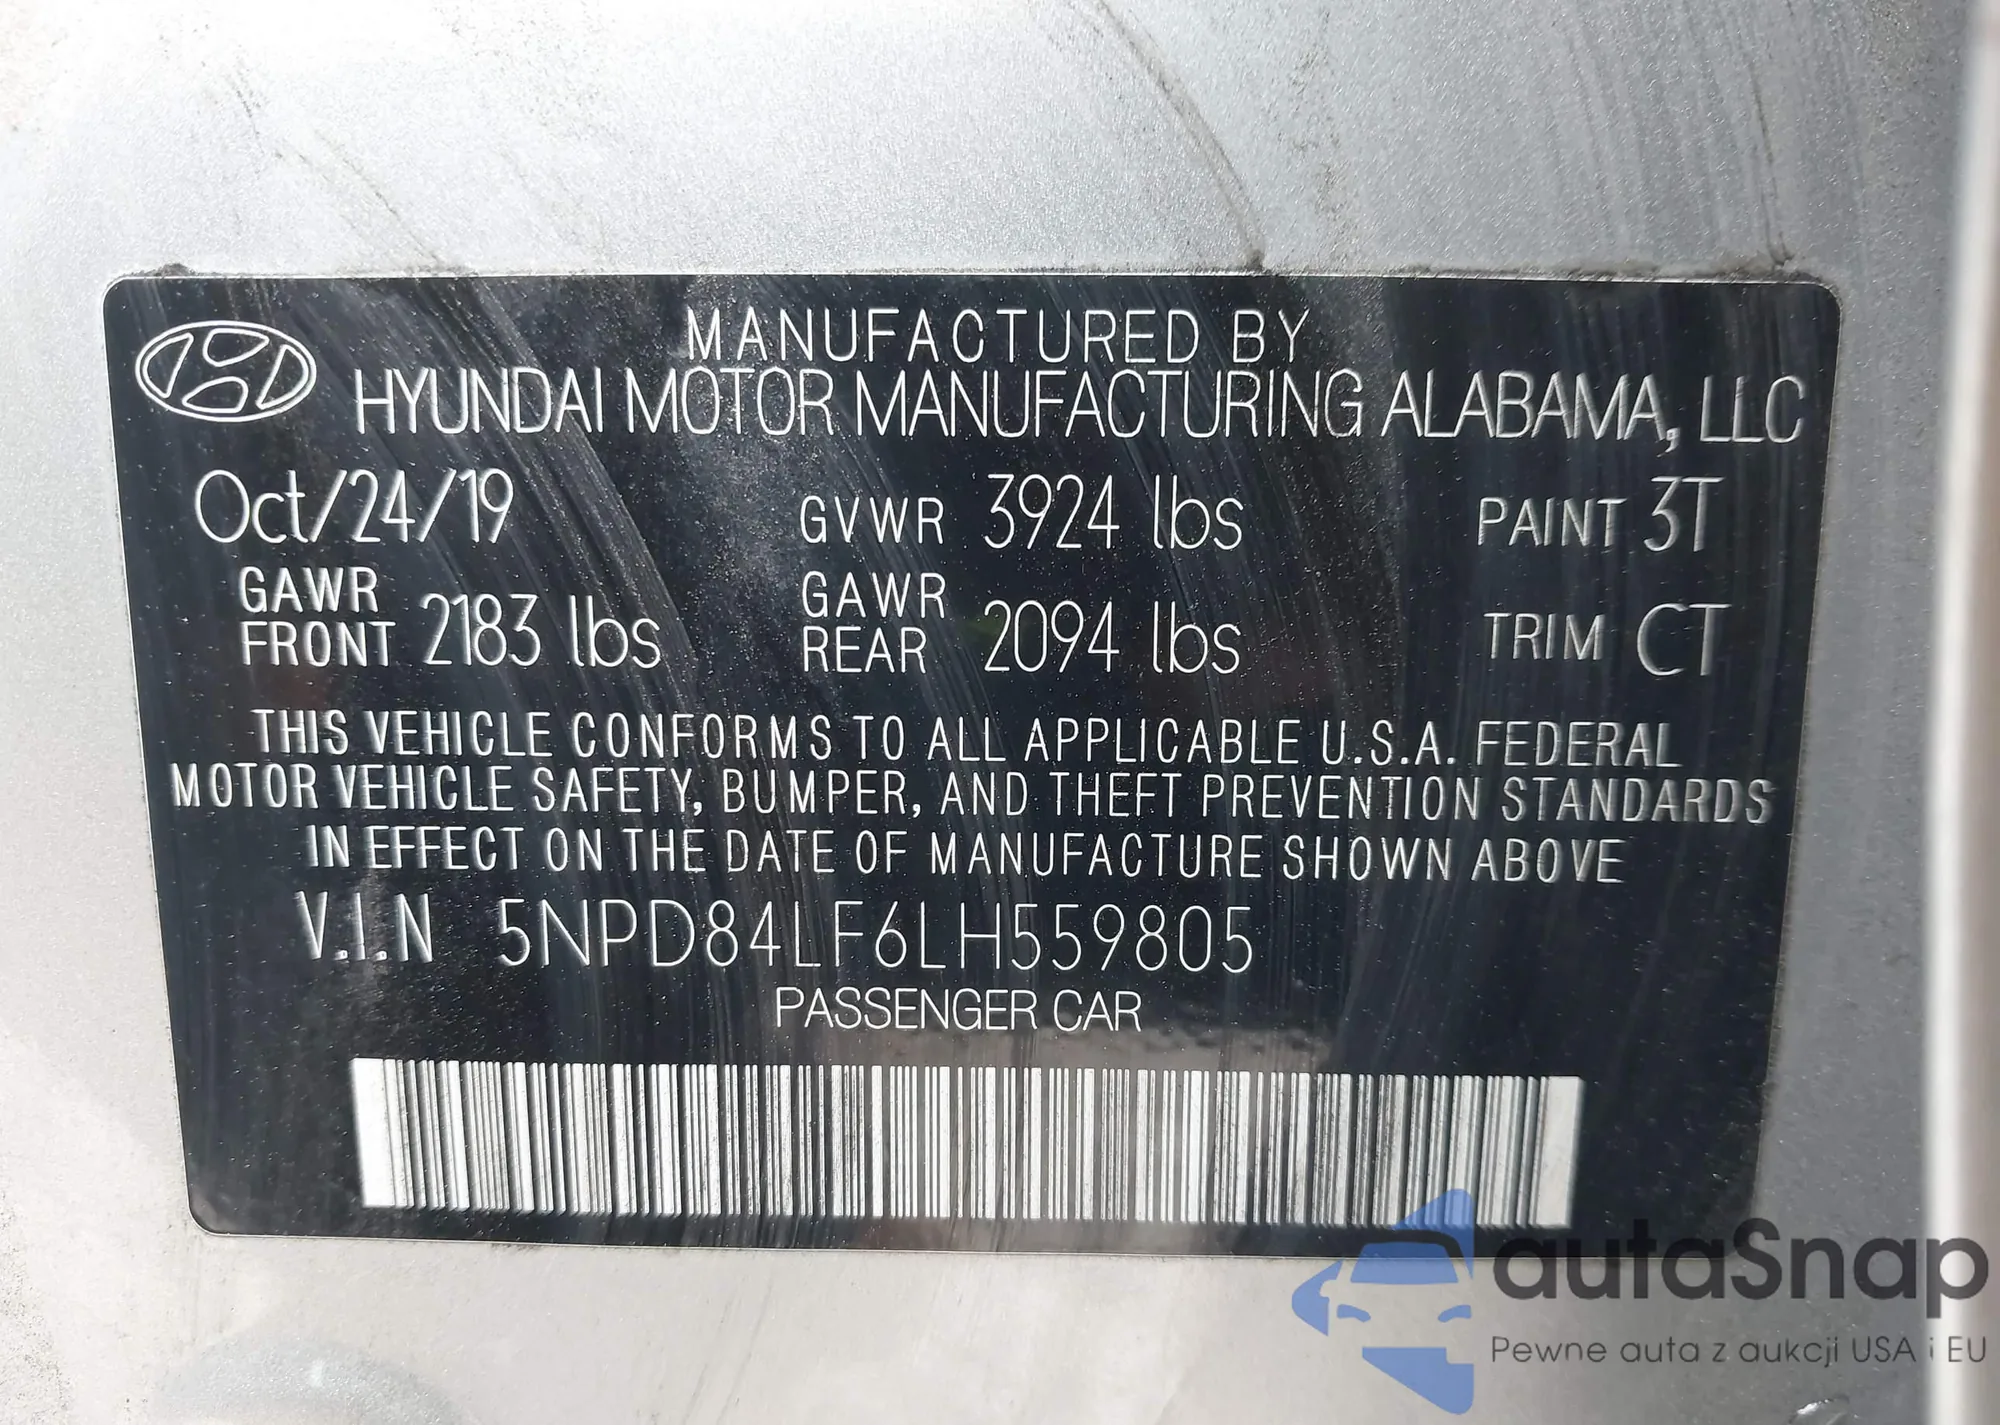 MANUFACTURED BY
HYUNDAI MOTOR MANUFACTURING ALABAMA, LLC
Oct/24/19 GVWR 3924 lbs PAINT 3T
GAWR FRONT 2183 lbs GAWR REAR 2094 lbs TRIM CT
THIS VEHICLE CONFORMS TO ALL APPLICABLE U.S.A. FEDERAL
MOTOR VEHICLE SAFETY, BUMPER, AND THEFT PREVENTION STANDARDS
IN EFFECT ON THE DATE OF MANUFACTURE SHOWN ABOVE
V.I.N 5NPD84LF6LH559805
PASSENGER CAR
autaSnap
Pewne auta z aukcji USA i EU